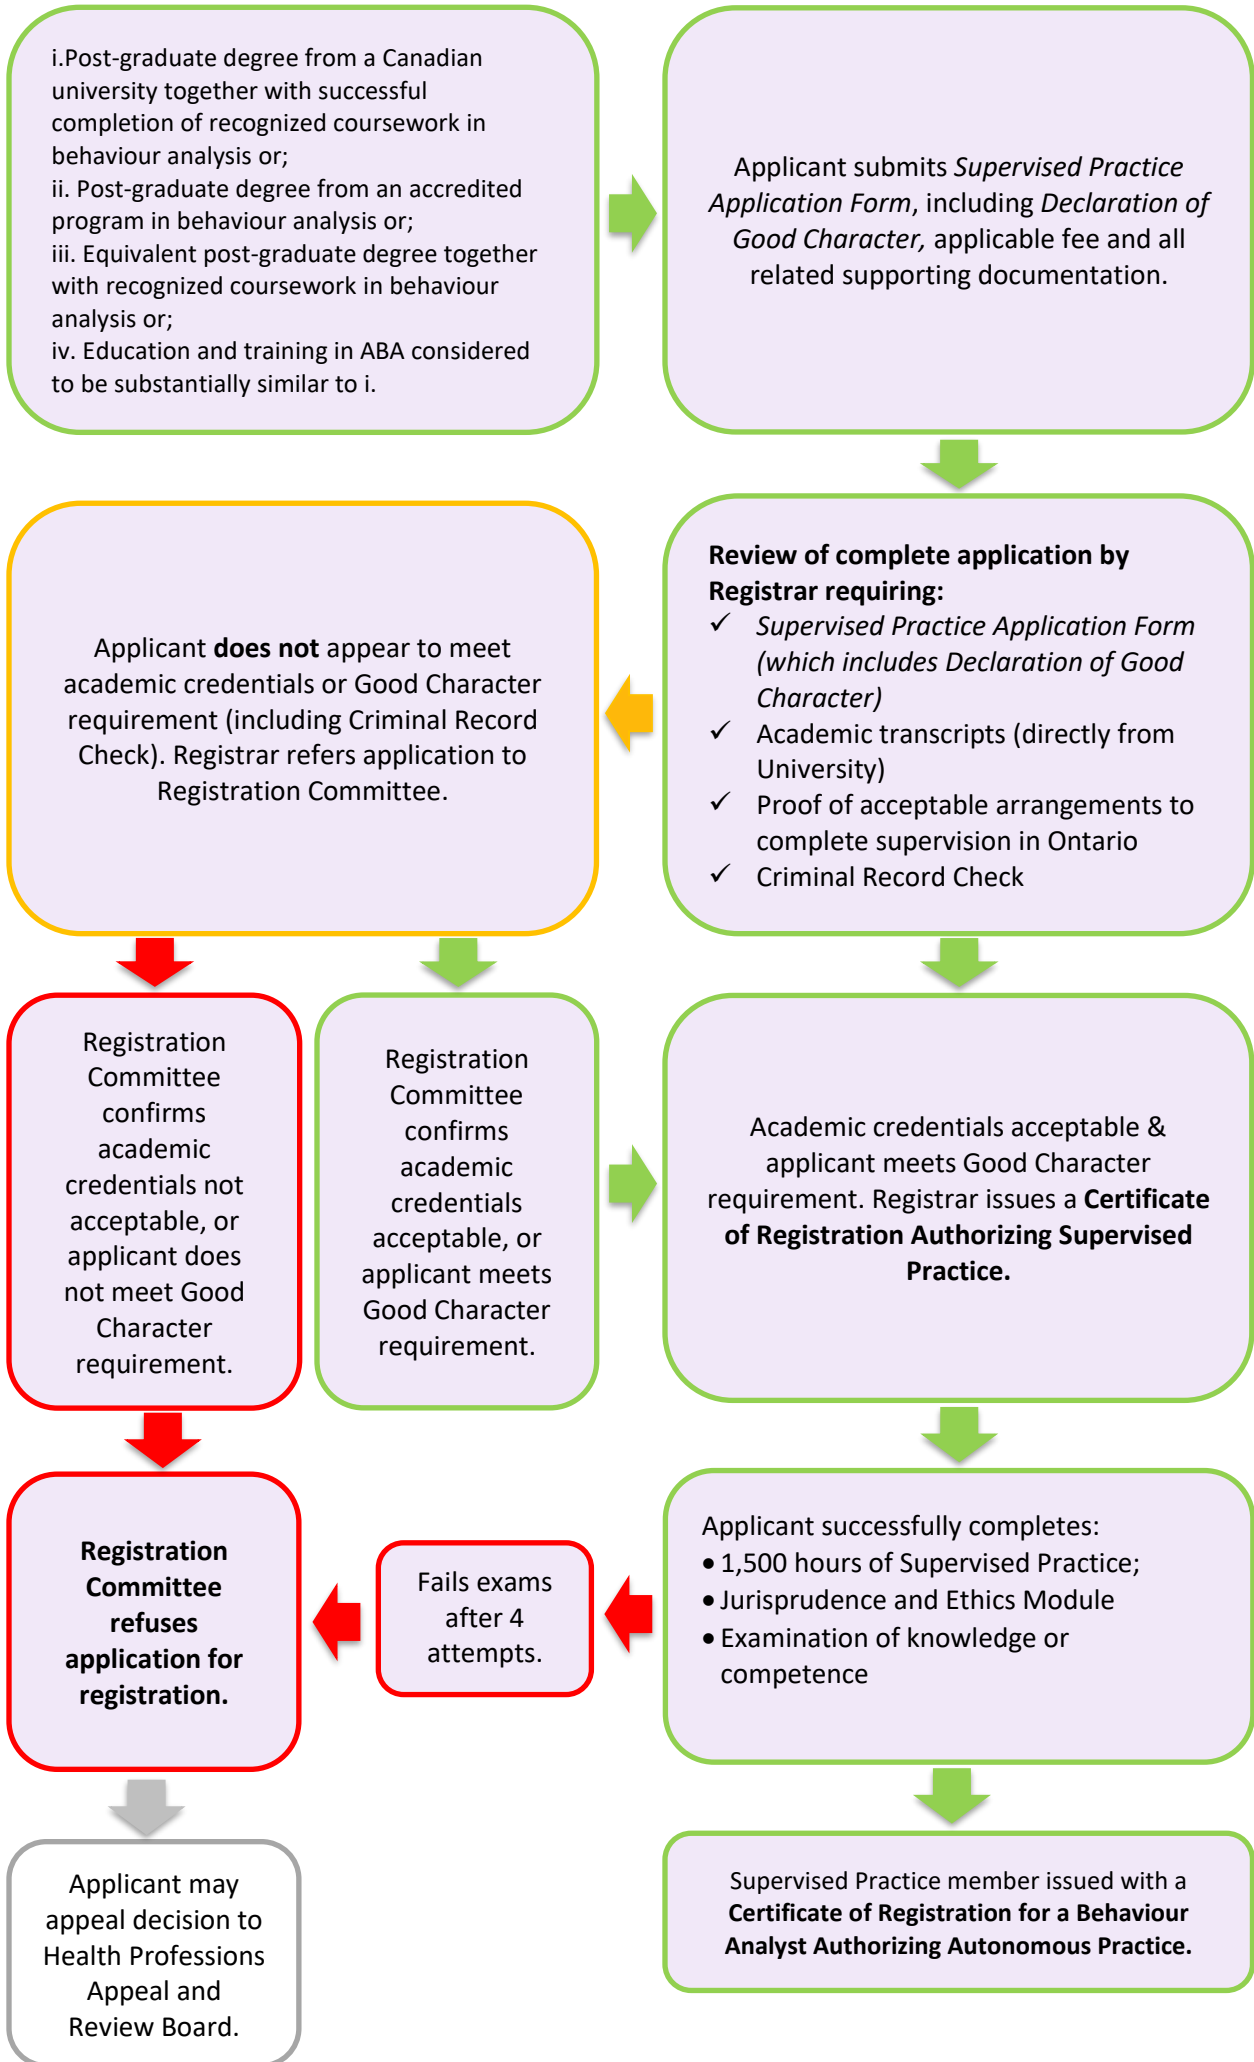 i.Post-graduate degree from a Canadian
university together with successful
completion of recognized coursework in
behaviour analysis or;
ii. Post-graduate degree from an accredited
program in behaviour analysis or;
iii. Equivalent post-graduate degree together
with recognized coursework in behaviour
analysis or;
iv. Education and training in ABA considered
to be substantially similar to i.
Applicant submits Supervised Practice
Application Form, including Declaration of
Good Character, applicable fee and all
related supporting documentation.
Review of complete application by
Registrar requiring:
✓ Supervised Practice Application Form
(which includes Declaration of Good
Character)
✓ Academic transcripts (directly from
University)
✓ Proof of acceptable arrangements to
complete supervision in Ontario
✓ Criminal Record Check
Applicant does not appear to meet
academic credentials or Good Character
requirement (including Criminal Record
Check). Registrar refers application to
Registration Committee.
Registration
Committee
confirms
academic
credentials not
acceptable, or
applicant does
not meet Good
Character
requirement.
Registration
Committee
confirms
academic
credentials
acceptable, or
applicant meets
Good Character
requirement.
Academic credentials acceptable &
applicant meets Good Character
requirement. Registrar issues a Certificate
of Registration Authorizing Supervised
Practice.
Applicant successfully completes:
• 1,500 hours of Supervised Practice;
• Jurisprudence and Ethics Module
• Examination of knowledge or
competence
Fails exams
after 4
attempts.
Registration
Committee
refuses
application for
registration.
Applicant may
appeal decision to
Health Professions
Appeal and
Review Board.
Supervised Practice member issued with a
Certificate of Registration for a Behaviour
Analyst Authorizing Autonomous Practice.